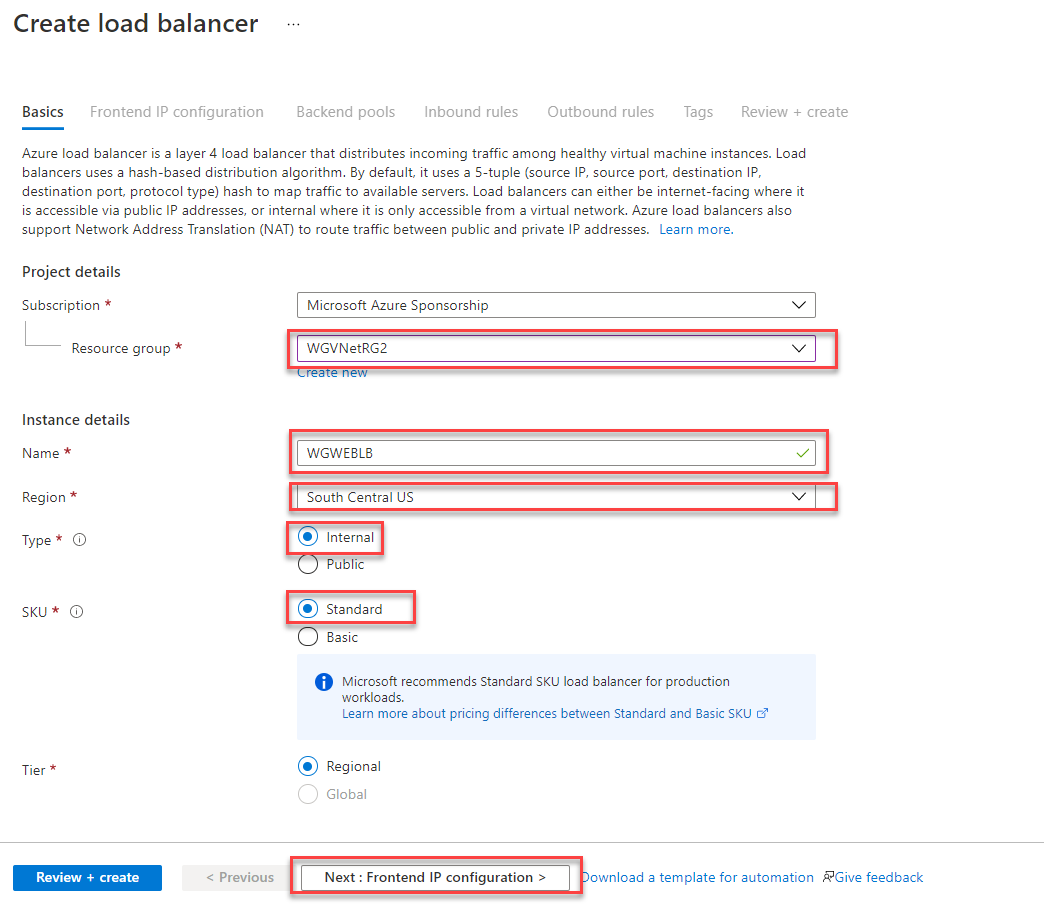 Create load balancer ...
Basics Frontend IP configuration Backend pools Inbound rules Outbound rules Tags Review + create
Azure load balancer is a layer 4 load balancer that distributes incoming traffic among healthy virtual machine instances. Load
balancers uses a hash-based distribution algorithm. By default, it uses a 5-tuple (source IP, source port, destination IP,
destination port, protocol type) hash to map traffic to available servers. Load balancers can either be internet-facing where it
is accessible via public IP addresses, or internal where it is only accessible from a virtual network. Azure load balancers also
support Network Address Translation (NAT) to route traffic between public and private IP addresses. Learn more.
Project details
Subscription * Microsoft Azure Sponsorship
Resource group * WGVNetRG2
Create new
Instance details
Name * WGWEBLB
Region * South Central US
Type * Internal
Public
SKU * Standard
Basic
Microsoft recommends Standard SKU load balancer for production
workloads.
Learn more about pricing differences between Standard and Basic SKU
Tier * Regional
Global
Review + create < Previous Next : Frontend IP configuration > Download a template for automation Give feedback